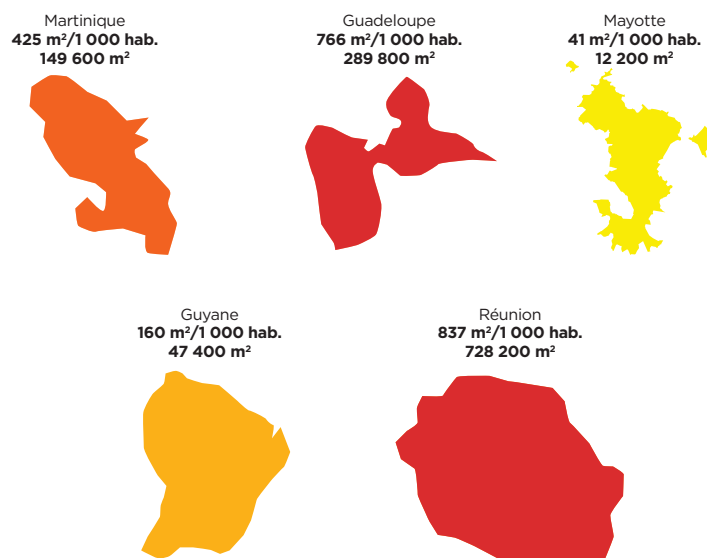 Martinique
425 m²/1 000 hab.
149 600 m²
Guadeloupe
766 m²/1 000 hab.
289 800 m²
Mayotte
41 m²/1 000 hab.
12 200 m²
Guyane
160 m²/1 000 hab.
47 400 m²
Réunion
837 m²/1 000 hab.
728 200 m²